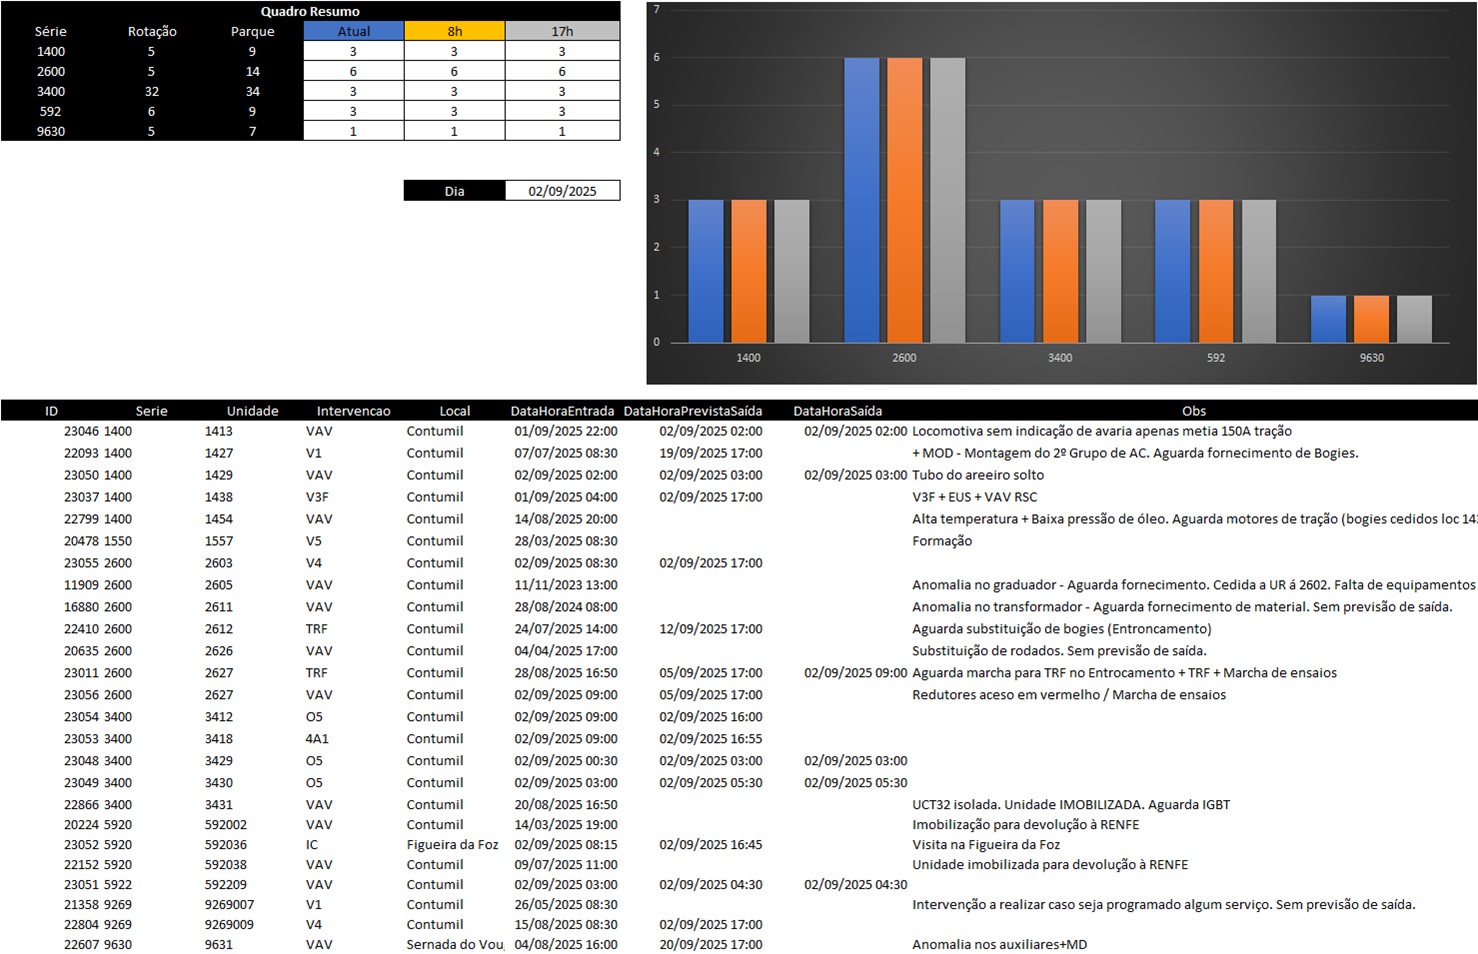 Quadro Resumo
Série Rotação Parque Atual 8h 17h
1400 5 9 3 3 3
2600 5 14 6 6 6
3400 32 34 3 3 3
592 6 9 3 3 3
9630 5 7 1 1 1
Dia 02/09/2025
7
6
5
4
3
2
1
0
1400 2600 3400 592 9630
ID Serie Unidade Intervencao Local DataHoraEntrada DataHoraPrevistaSaída DataHoraSaída Obs
23046 1400 1413 VAV Contumil 01/09/2025 22:00 02/09/2025 02:00 02/09/2025 02:00 Locomotiva sem indicação de avaria apenas metia 150A tração
22093 1400 1427 V1 Contumil 07/07/2025 08:30 19/09/2025 17:00 + MOD - Montagem do 2º Grupo de AC. Aguarda fornecimento de Bogies.
23050 1400 1429 VAV Contumil 02/09/2025 02:00 02/09/2025 03:00 02/09/2025 03:00 Tubo do areeiro solto
23037 1400 1438 V3F Contumil 01/09/2025 04:00 02/09/2025 17:00 V3F + EUS + VAV RSC
22799 1400 1454 VAV Contumil 14/08/2025 20:00 Alta temperatura + Baixa pressão de óleo. Aguarda motores de tração (bogies cedidos loc
20478 1550 1557 V5 Contumil 28/03/2025 08:30 Formação
23055 2600 2603 V4 Contumil 02/09/2025 08:30 02/09/2025 17:00
11909 2600 2605 VAV Contumil 11/11/2023 13:00 Anomalia no graduador - Aguarda fornecimento. Cedida a UR á 2602. Falta de equipamentos
16880 2600 2611 VAV Contumil 28/08/2024 08:00 Anomalia no transformador - Aguarda fornecimento de material. Sem previsão de saída.
22410 2600 2612 TRF Contumil 24/07/2025 14:00 12/09/2025 17:00 Aguarda substituição de bogies (Entroncamento)
20635 2600 2626 VAV Contumil 04/04/2025 17:00 Substituição de rodados. Sem previsão de saída.
23011 2600 2627 TRF Contumil 28/08/2025 16:50 05/09/2025 17:00 02/09/2025 09:00 Aguarda marcha para TRF no Entrocamento + TRF + Marcha de ensaios
23056 2600 2627 VAV Contumil 02/09/2025 09:00 05/09/2025 17:00 Redutores aceso em vermelho / Marcha de ensaios
23054 3400 3412 O5 Contumil 02/09/2025 09:00 02/09/2025 16:00
23053 3400 3418 4A1 Contumil 02/09/2025 09:00 02/09/2025 16:55
23048 3400 3429 O5 Contumil 02/09/2025 00:30 02/09/2025 03:00 02/09/2025 03:00
23049 3400 3430 O5 Contumil 02/09/2025 03:00 02/09/2025 05:30 02/09/2025 05:30
22866 3400 3431 VAV Contumil 20/08/2025 16:50 UCT32 isolada. Unidade IMOBILIZADA. Aguarda IGBT
20224 5920 592002 VAV Contumil 14/03/2025 19:00 Imobilização para devolução à RENFE
23052 5920 592036 IC Figueira da Foz 02/09/2025 08:15 02/09/2025 16:45 Visita na Figueira da Foz
22152 5920 592038 VAV Contumil 09/07/2025 11:00 Unidade imobilizada para devolução à RENFE
23051 5922 592209 VAV Contumil 02/09/2025 03:00 02/09/2025 04:30 02/09/2025 04:30
21358 9269 9269007 V1 Contumil 26/05/2025 08:30 Intervenção a realizar caso seja programado algum serviço. Sem previsão de saída.
22804 9269 9269009 V4 Contumil 15/08/2025 08:30 02/09/2025 17:00
22607 9630 9631 VAV Sernada do Vou 04/08/2025 16:00 20/09/2025 17:00 Anomalia nos auxiliares+MD